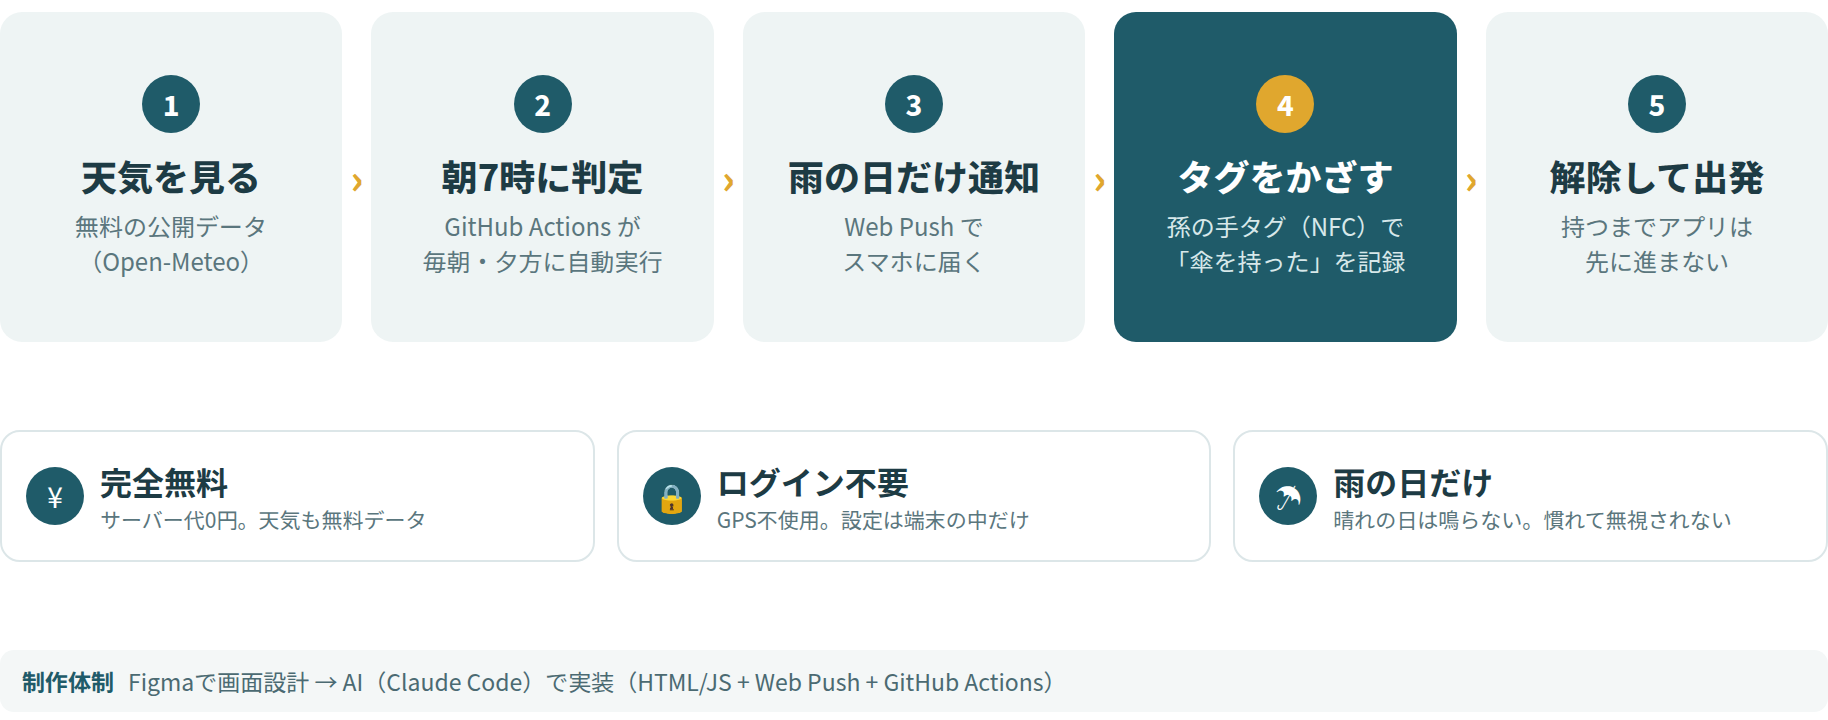 1
天気を見る
無料の公開データ
（Open-Meteo）
›
2
朝7時に判定
GitHub Actions が
毎朝・夕方に自動実行
›
3
雨の日だけ通知
Web Push で
スマホに届く
›
4
タグをかざす
孫の手タグ（NFC）で
「傘を持った」を記録
›
5
解除して出発
持つまでアプリは
先に進まない
¥
完全無料
サーバー代0円。天気も無料データ
ログイン不要
GPS不使用。設定は端末の中だけ
雨の日だけ
晴れの日は鳴らない。慣れて無視されない
制作体制 Figmaで画面設計 → AI（Claude Code）で実装（HTML/JS + Web Push + GitHub Actions）